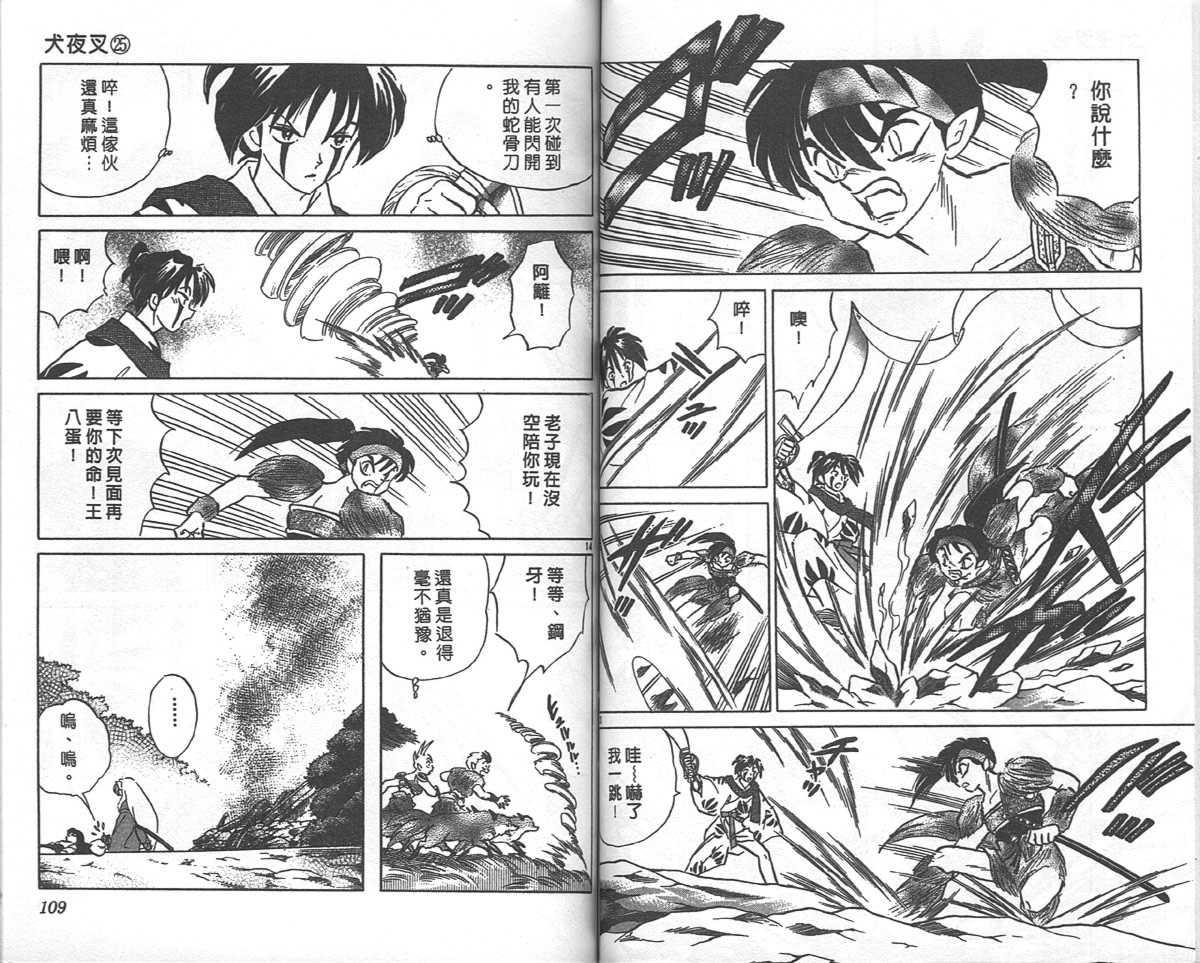 你說什麼
?
噢!
啐!
哇~嚇了
我一跳!
犬夜叉㉕
第一次碰到
有人能閃開
我的蛇骨刀
。
啐!這傢伙
還真麻煩…
阿籬!
啊!
喂!
老子現在沒
空陪你玩!
等下次見面再
要你的命!王
八蛋!
等等、鋼
牙!
還真是退得
毫不猶豫。
……
嗚、嗚。
109